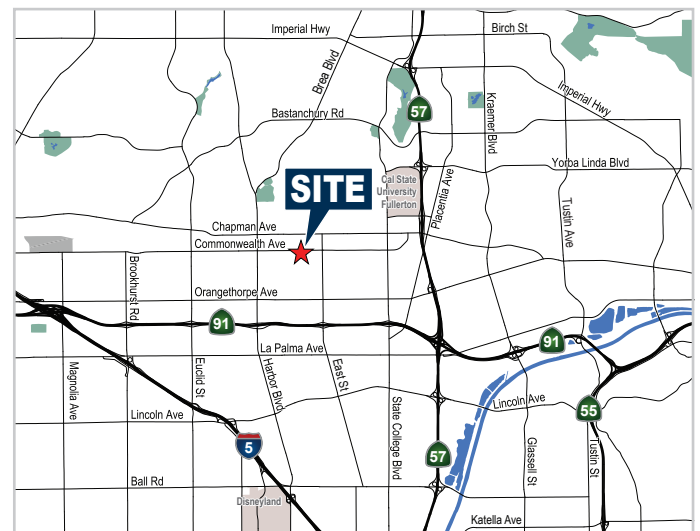 Imperial Hwy
Birch St
Brea Blvd
Imperial Hwy
57
Kraemer Blvd
Bastanchury Rd
Yorba Linda Blvd
SITE
Cal State
University
Fullerton
Placentia Ave
Tustin Ave
Chapman Ave
Commonwealth Ave
Brookhurst Rd
Orangethorpe Ave
91
91
La Palma Ave
Magnolia Ave
Euclid St
Harbor Blvd
East St
State College Blvd
Lincoln Ave
55
Lincoln Ave
5
57
Glassell St
Tustin St
Ball Rd
Disneyland
Katella Ave